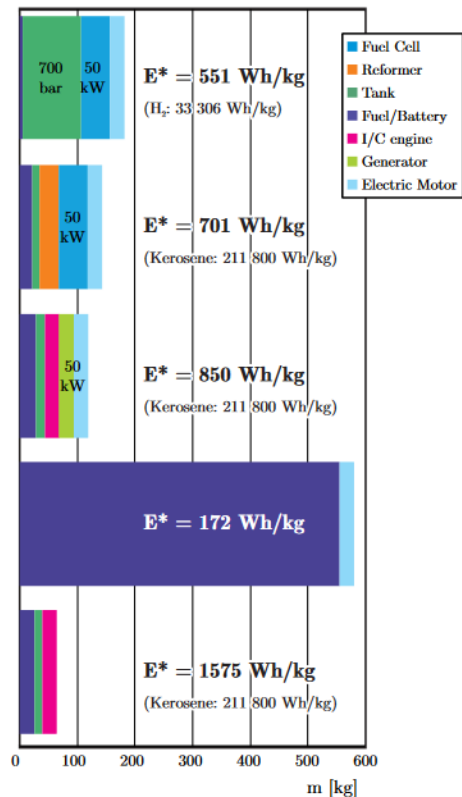 700
bar
50
kW
E* = 551 Wh/kg
(H₂: 33 306 Wh/kg)
50
kW
E* = 701 Wh/kg
(Kerosene: 211 800 Wh/kg)
50
kW
E* = 850 Wh/kg
(Kerosene: 211 800 Wh/kg)
E* = 172 Wh/kg
E* = 1575 Wh/kg
(Kerosene: 211 800 Wh/kg)
Fuel Cell
Reformer
Tank
Fuel/Battery
I/C engine
Generator
Electric Motor
0 100 200 300 400 500 600
m [kg]